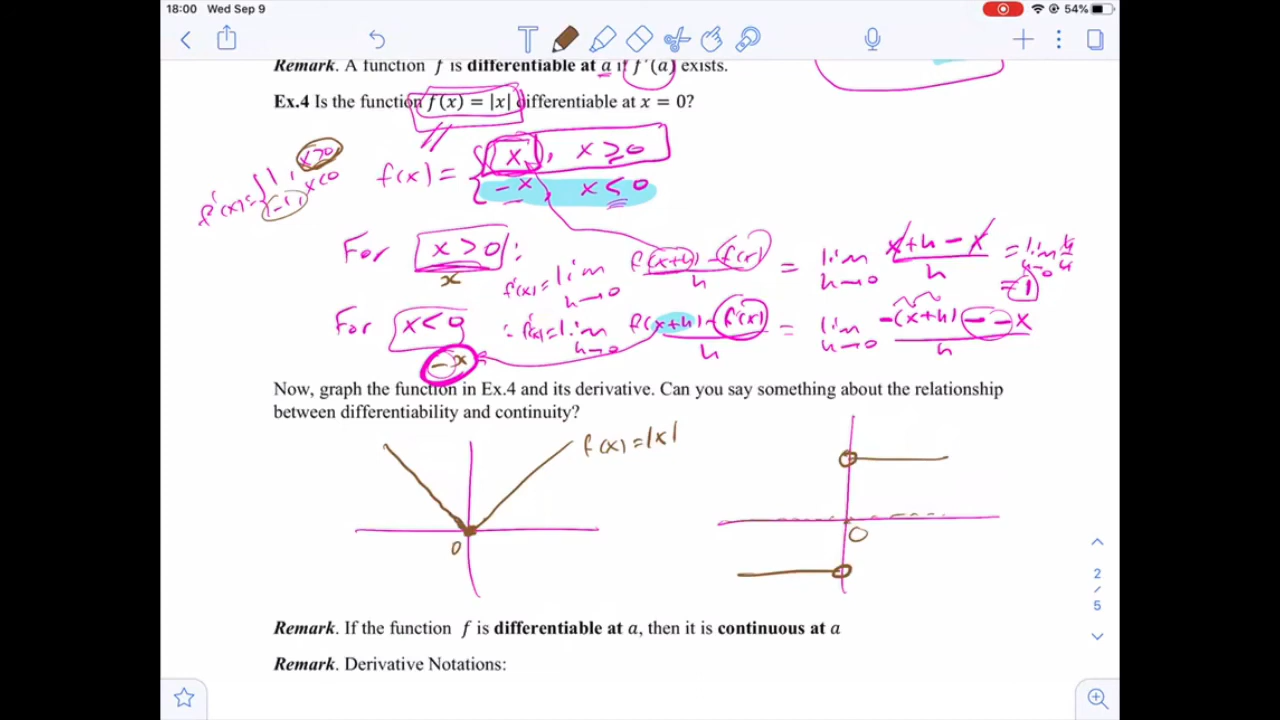 18:00 Wed Sep 9 54%
T
Remark. A function f is differentiable at a if f'(a) exists.
Ex.4 Is the function f(x) = |x| differentiable at x = 0?
f(x) = { x, x ≥ 0
-x x < 0
f'(x) = { 1, x>0
-1, x<0
For x > 0 :
x
f'(x) = lim h→0 f(x+h) - f(x) / h = lim h→0 x+h-x / h = lim h→0 h/h = 1
For x<0 : f'(x) = lim h→0 f(x+h) - f(x) / h = lim h→0 -(x+h) - -x / h
-x
Now, graph the function in Ex.4 and its derivative. Can you say something about the relationship
between differentiability and continuity?
f(x) = |x|
0
0
2
/
5
Remark. If the function f is differentiable at a, then it is continuous at a
Remark. Derivative Notations: